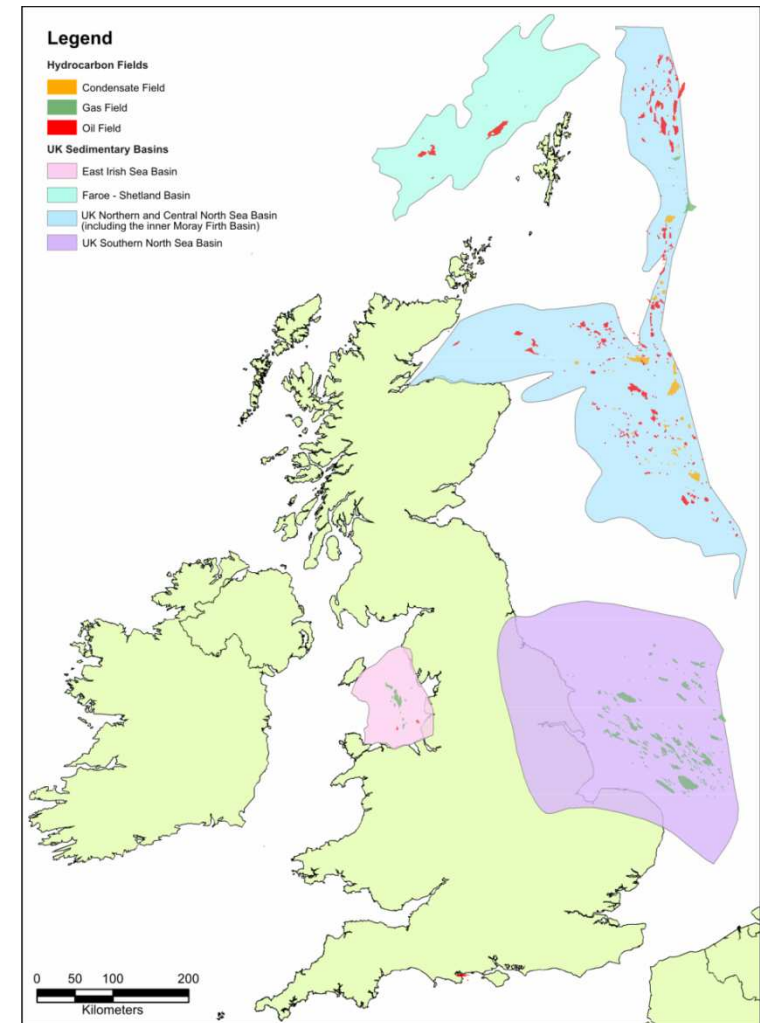 Legend
Hydrocarbon Fields
Condensate Field
Gas Field
Oil Field
UK Sedimentary Basins
East Irish Sea Basin
Faroe - Shetland Basin
UK Northern and Central North Sea Basin
(including the inner Moray Firth Basin)
UK Southern North Sea Basin
0 50 100 200
Kilometers